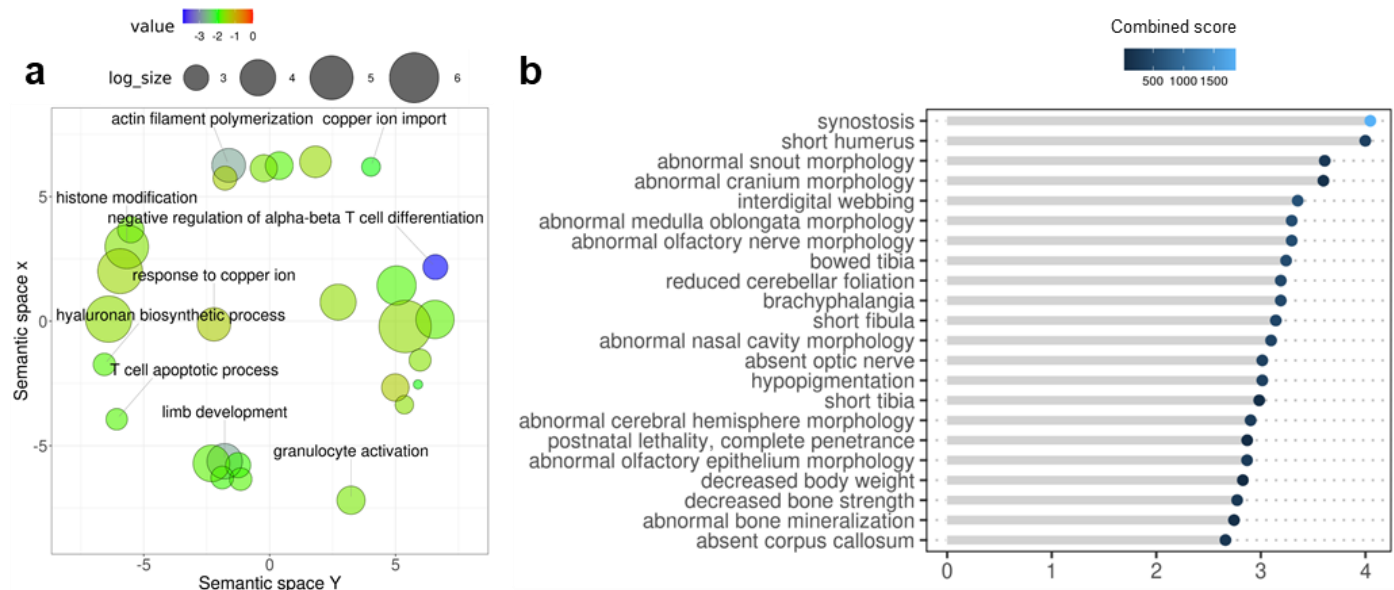 value
-3 -2 -1 0
a
log_size
3 4 5 6
actin filament polymerization copper ion import
histone modification
negative regulation of alpha-beta T cell differentiation
response to copper ion
hyaluronan biosynthetic process
T cell apoptotic process
limb development
granulocyte activation
5
0
-5
Semantic space x
-5 0 5
Semantic space Y
b
Combined score
500 1000 1500
synostosis
short humerus
abnormal snout morphology
abnormal cranium morphology
interdigital webbing
abnormal medulla oblongata morphology
abnormal olfactory nerve morphology
bowed tibia
reduced cerebellar foliation
brachyphalangia
short fibula
abnormal nasal cavity morphology
absent optic nerve
hypopigmentation
short tibia
abnormal cerebral hemisphere morphology
postnatal lethality, complete penetrance
abnormal olfactory epithelium morphology
decreased body weight
decreased bone strength
abnormal bone mineralization
absent corpus callosum
0 1 2 3 4